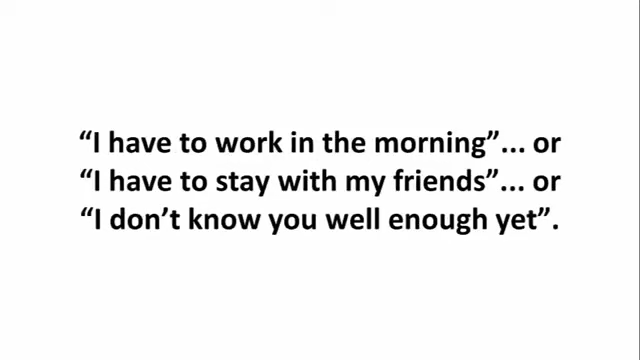 “I have to work in the morning”... or
“I have to stay with my friends”... or
“I don’t know you well enough yet”.